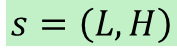 s = (L, H)